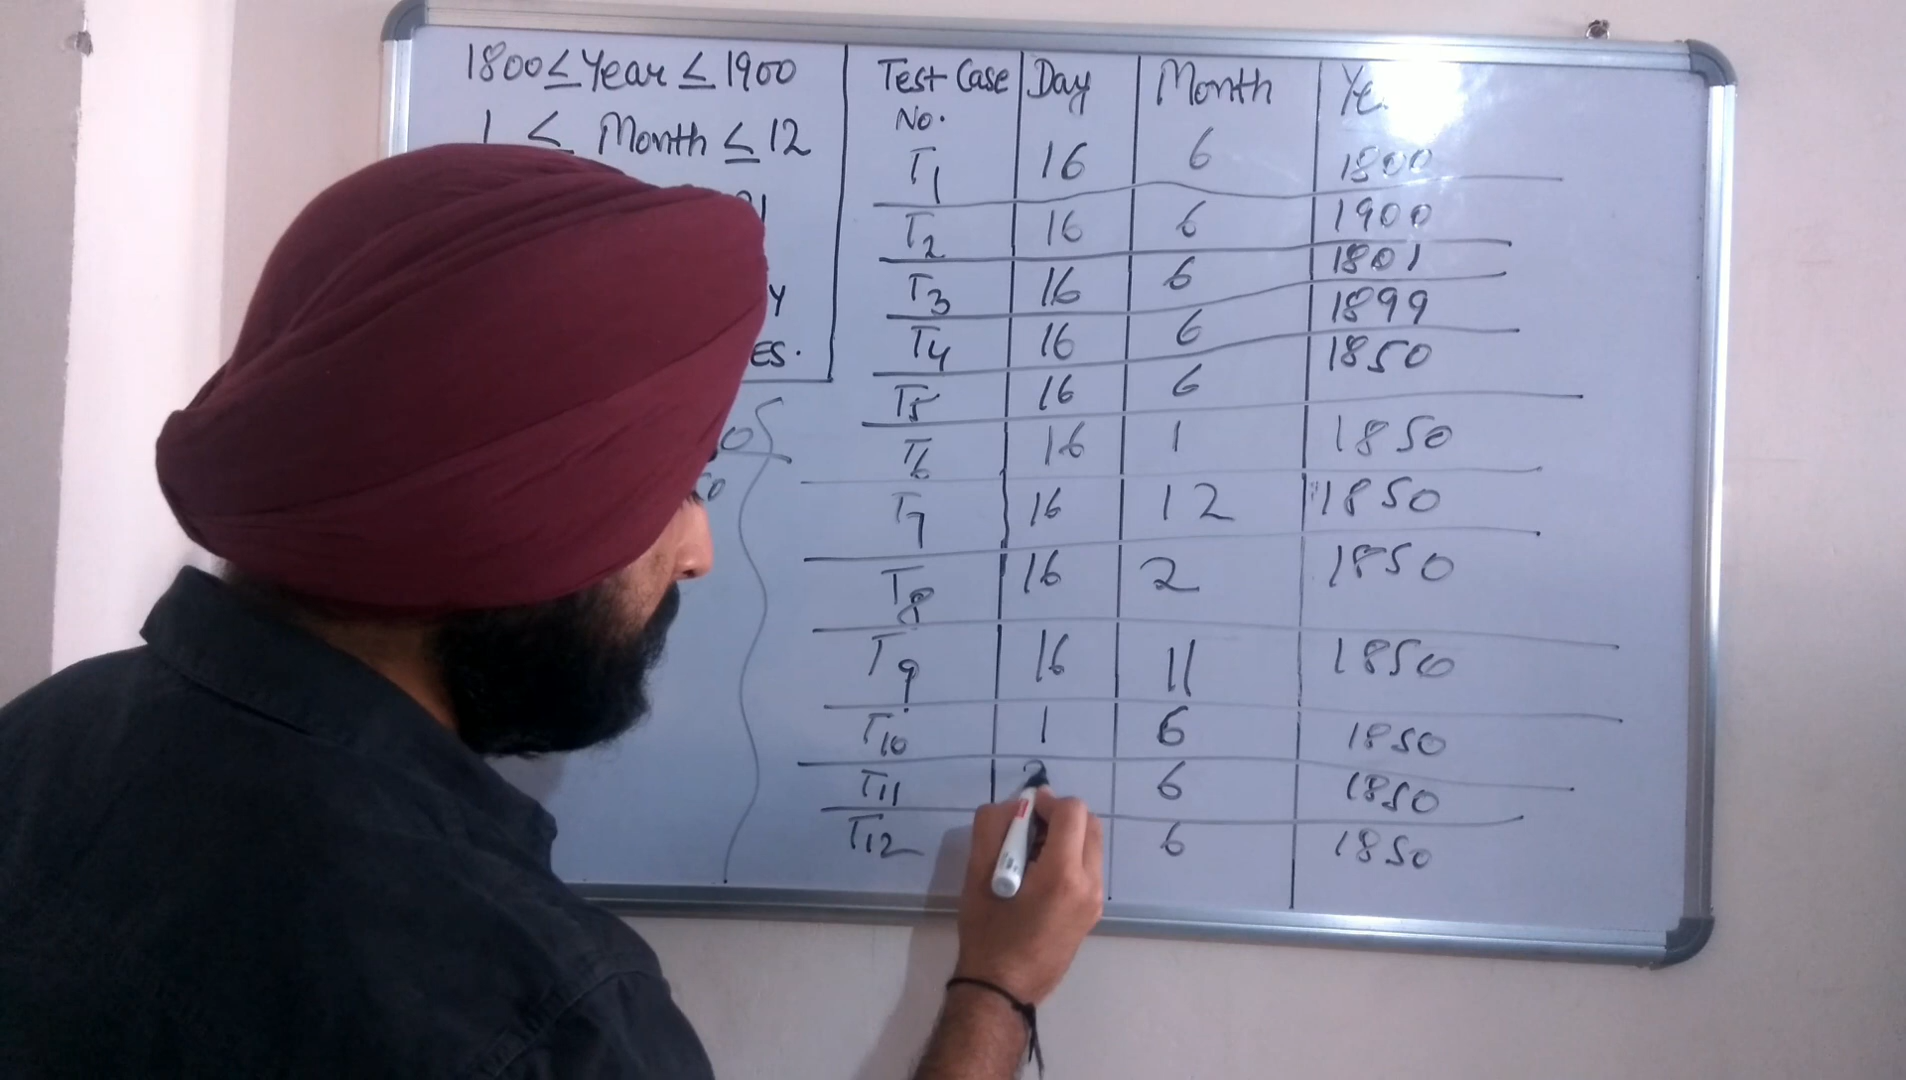 1800≤Year≤1900
1 ≤ Month ≤12
31
Y
ES.
Test Case No. Day Month Ye.
T1 16 6 1800
T2 16 6 1900
T3 16 6 1801
T4 16 6 1899
T5 16 6 1850
T6 16 1 1850
T7 16 12 1850
T8 16 2 1850
T9 16 11 1850
T10 1 6 1850
T11 6 1850
T12 6 1850